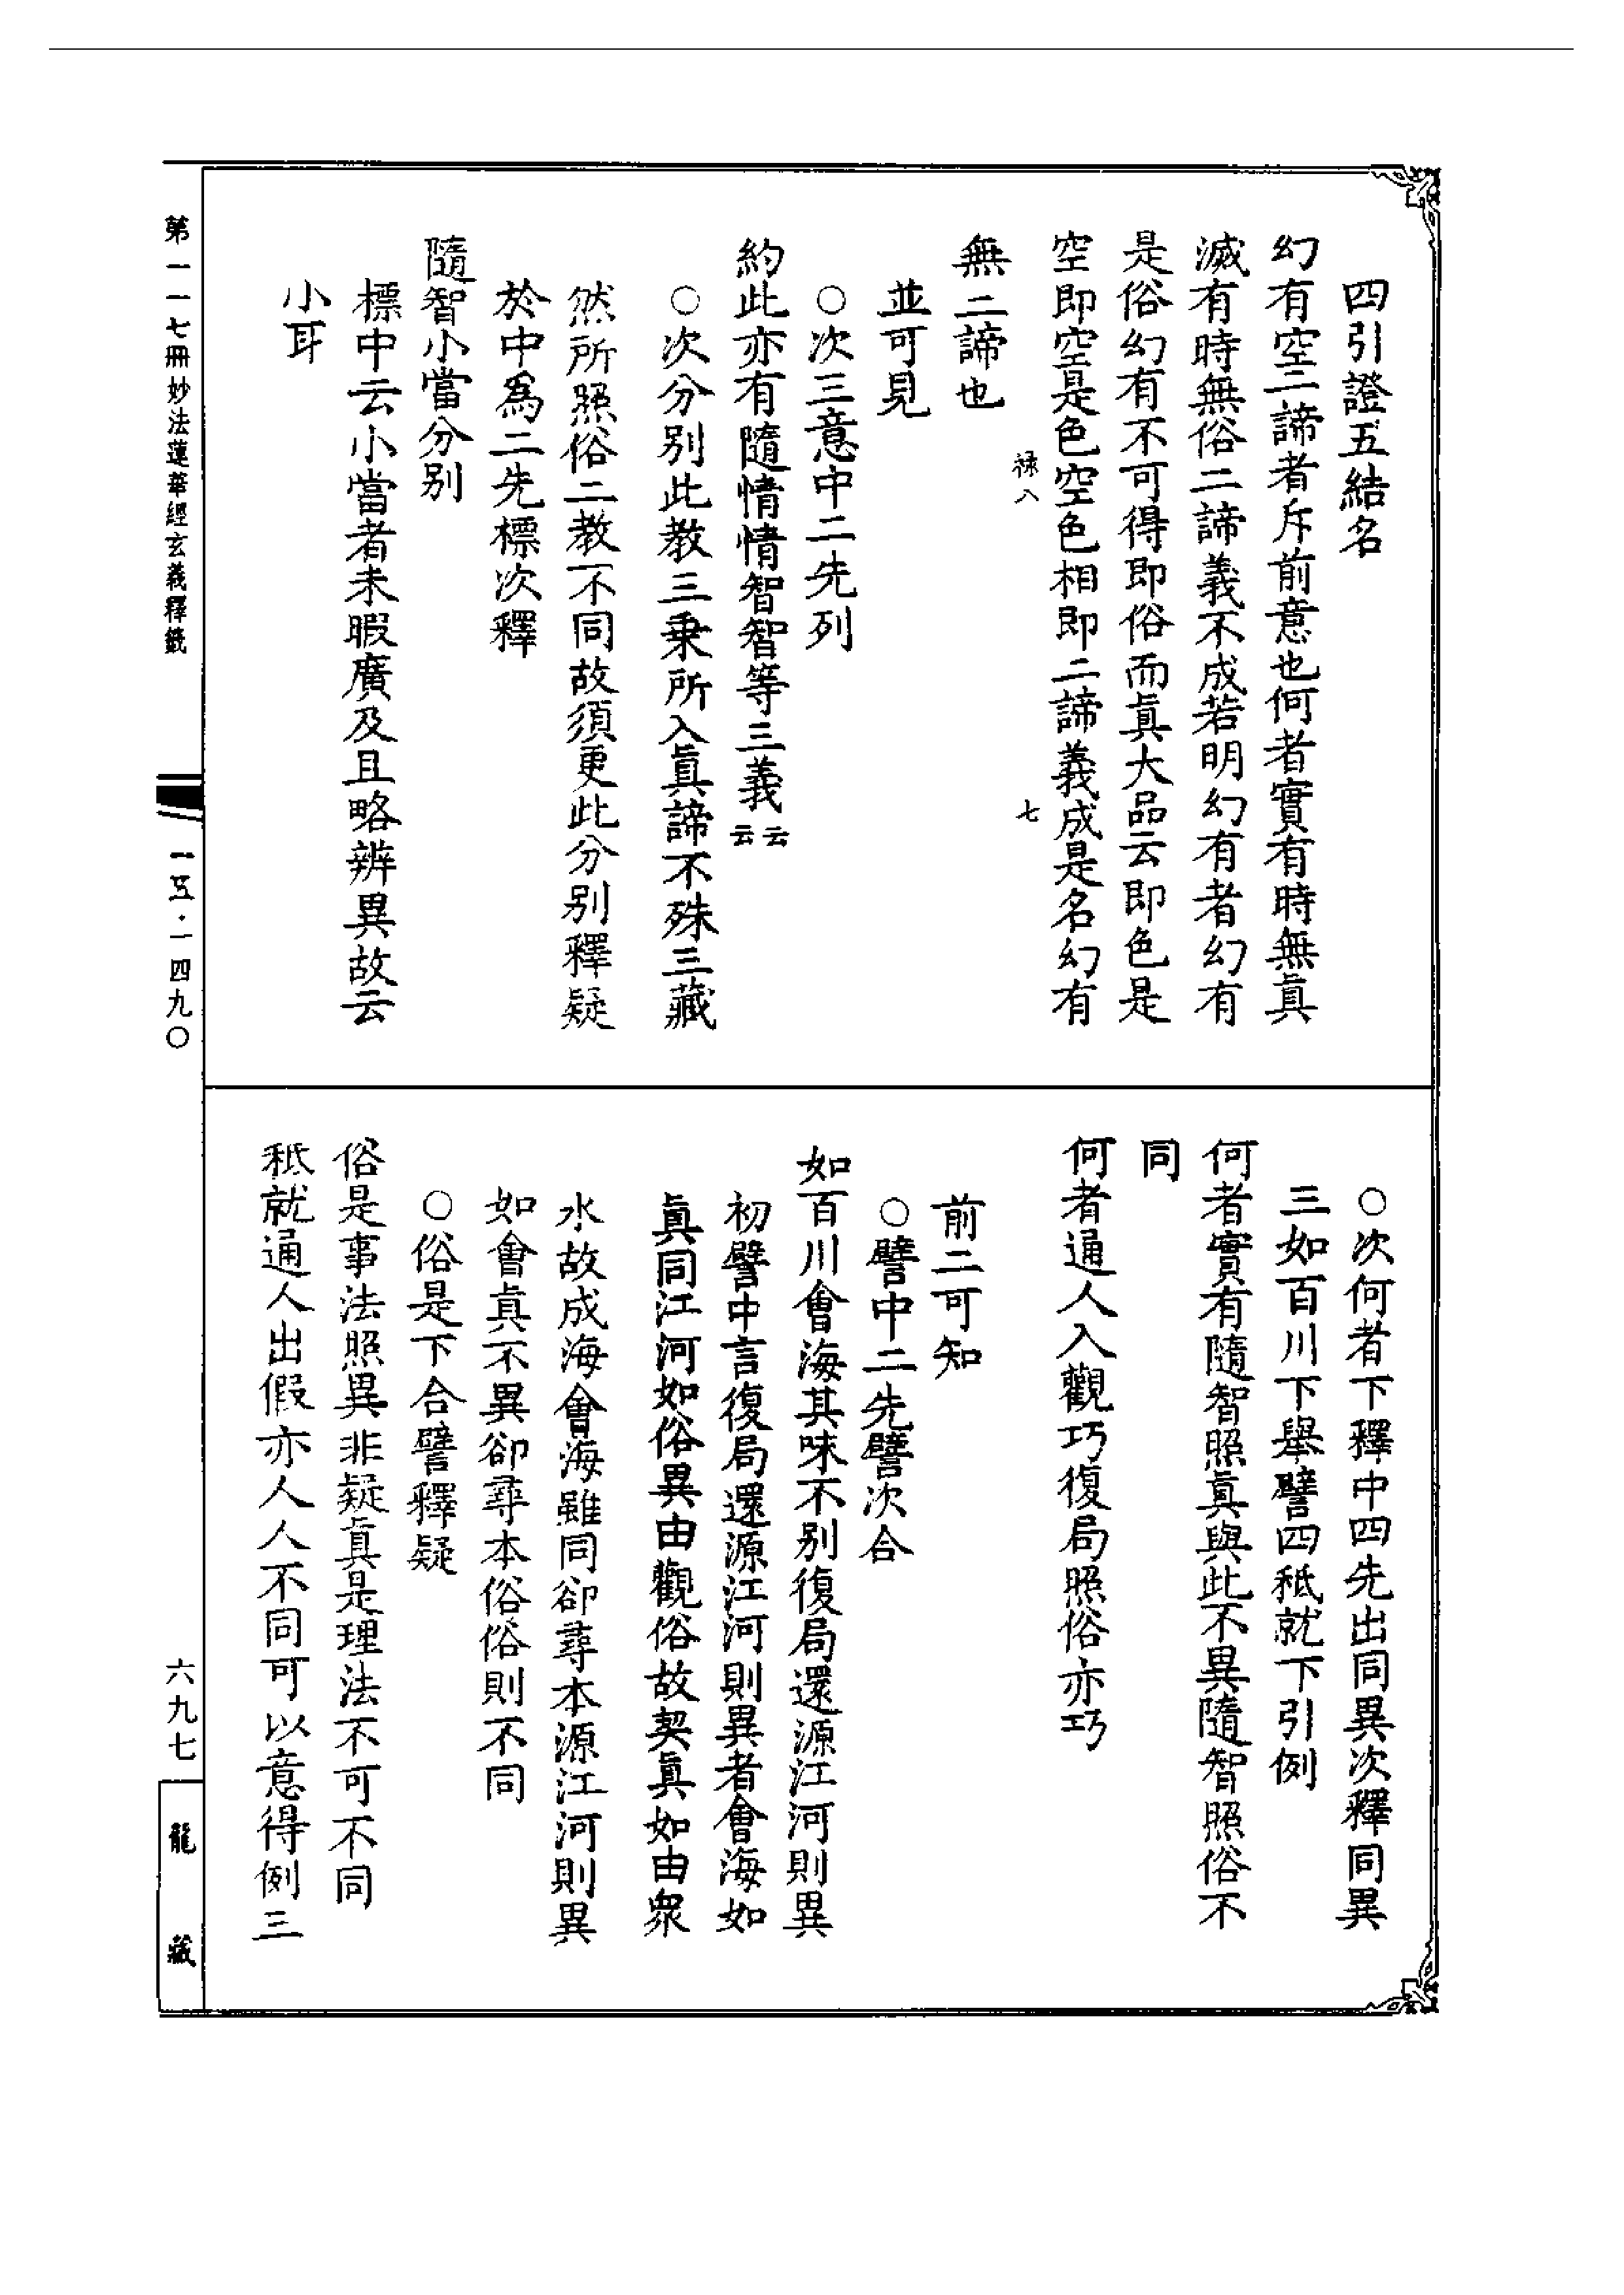 四引證五結名
幻有空二諦者斥前意也何者實有時無眞
滅有時無俗二諦義不成若明幻有者幻有
是俗幻有不可得即俗而眞大品云即色是
空即空是色空色相即二諦義成是名幻有
祿八
七
無二諦也
並可見
○次三意中二先列
約此亦有隨情情智智等三義云云
○次分別此教三乗所入眞諦不殊三藏
然所照俗二教不同故須更此分別釋疑
於中爲二先標次釋
隨智小當分別
標中云小當者未暇廣及且略辨異故云
小耳
○次何者下釋中四先出同異次釋同異
三如百川下舉譬四秖就下引例
何者實有隨智照真與此不異隨智照俗不
同
何者通人入觀巧復局照俗亦巧
前二可知
○譬中二先譬次合
如百川會海其味不别復局還源江河則異
初譬中言復局還源江河則異者會海如
眞同江河如俗異由觀俗故契眞如由衆
水故成海會海雖同卻尋本源江河則異
如會眞不異卻尋本俗俗則不同
○俗是下合譬釋疑
俗是事法照異非疑真是理法不可不同
秖就通人出假亦人人不同可以意得例三
第一一七冊妙法蓮華經玄義釋籤
一五·一四九〇
六九七
龍藏